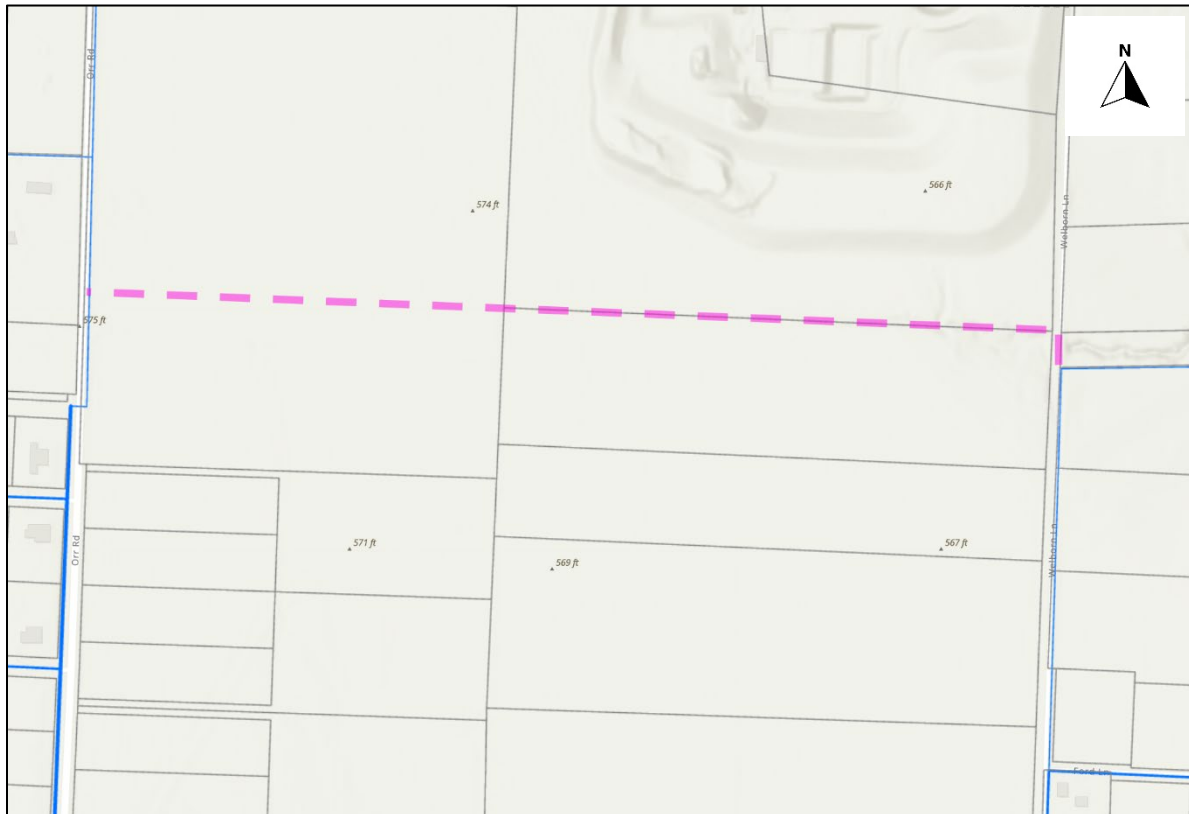 N
Orr Rd
566 ft
574 ft
Welborn Ln
575 ft
Orr Rd
571 ft
569 ft
567 ft
Welborn Ln
Ford Ln